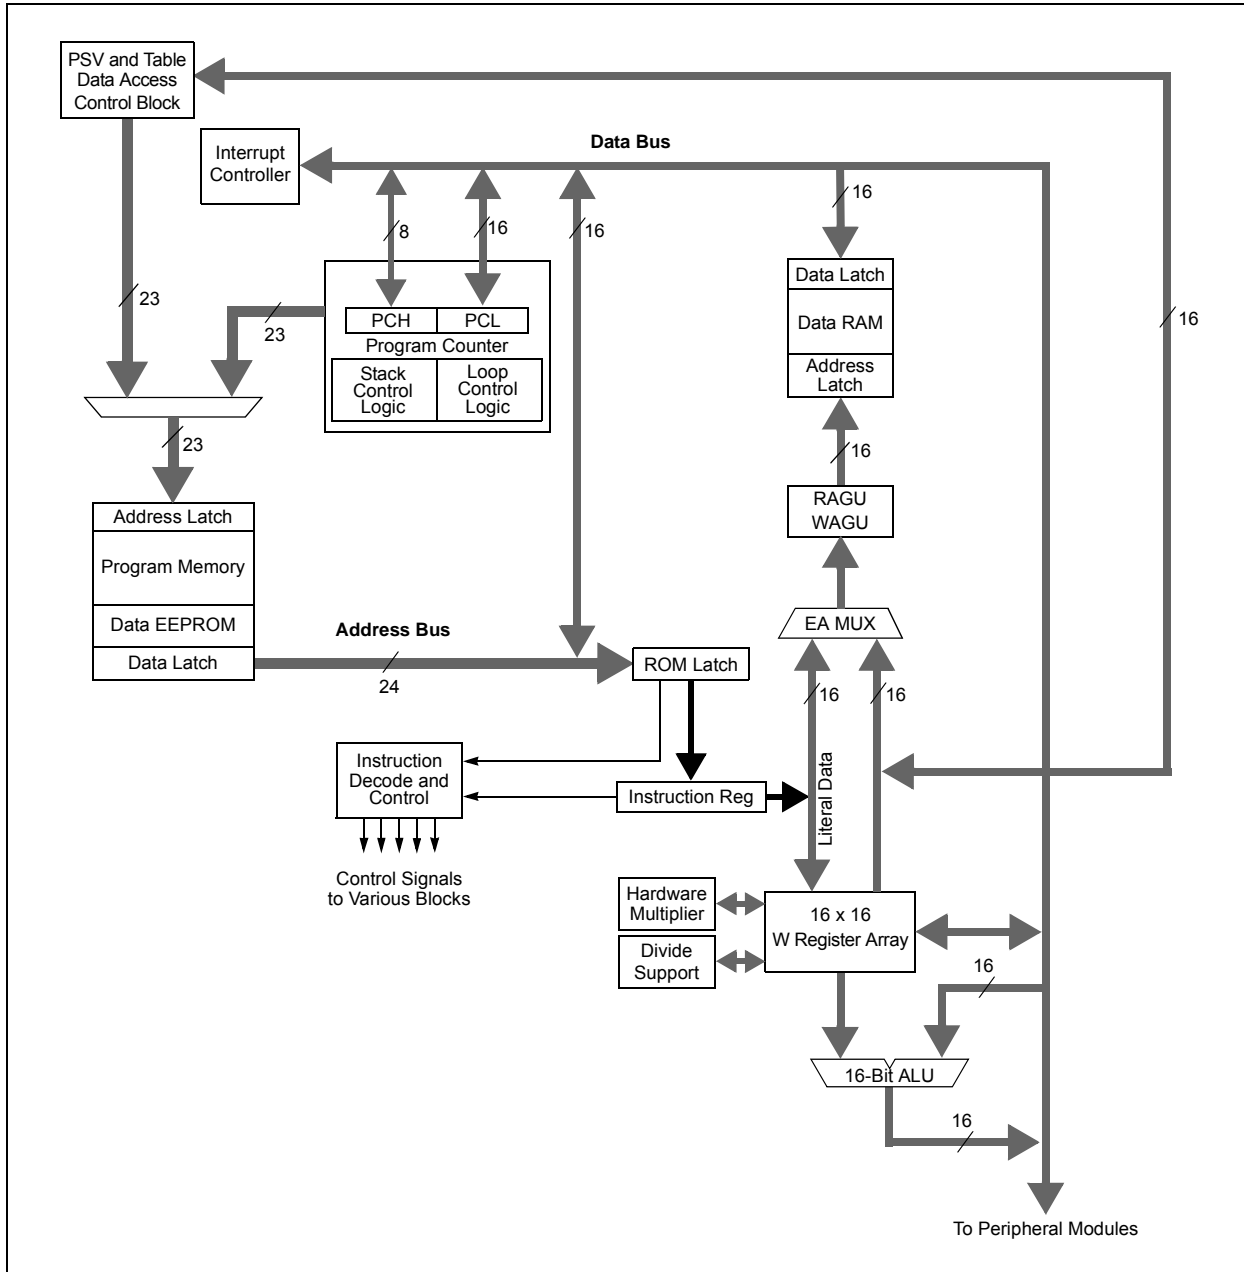 PSV and Table
Data Access
Control Block
Interrupt
Controller
Data Bus
8
16
16
16
23
23
PCH
PCL
Program Counter
Stack
Control
Logic
Loop
Control
Logic
Data Latch
Data RAM
Address
Latch
16
23
16
RAGU
WAGU
Address Latch
Program Memory
Data EEPROM
Data Latch
Address Bus
24
EA MUX
ROM Latch
16
16
Instruction
Decode and
Control
Instruction Reg
Literal Data
Control Signals
to Various Blocks
Hardware
Multiplier
Divide
Support
16 x 16
W Register Array
16
16-Bit ALU
16
To Peripheral Modules